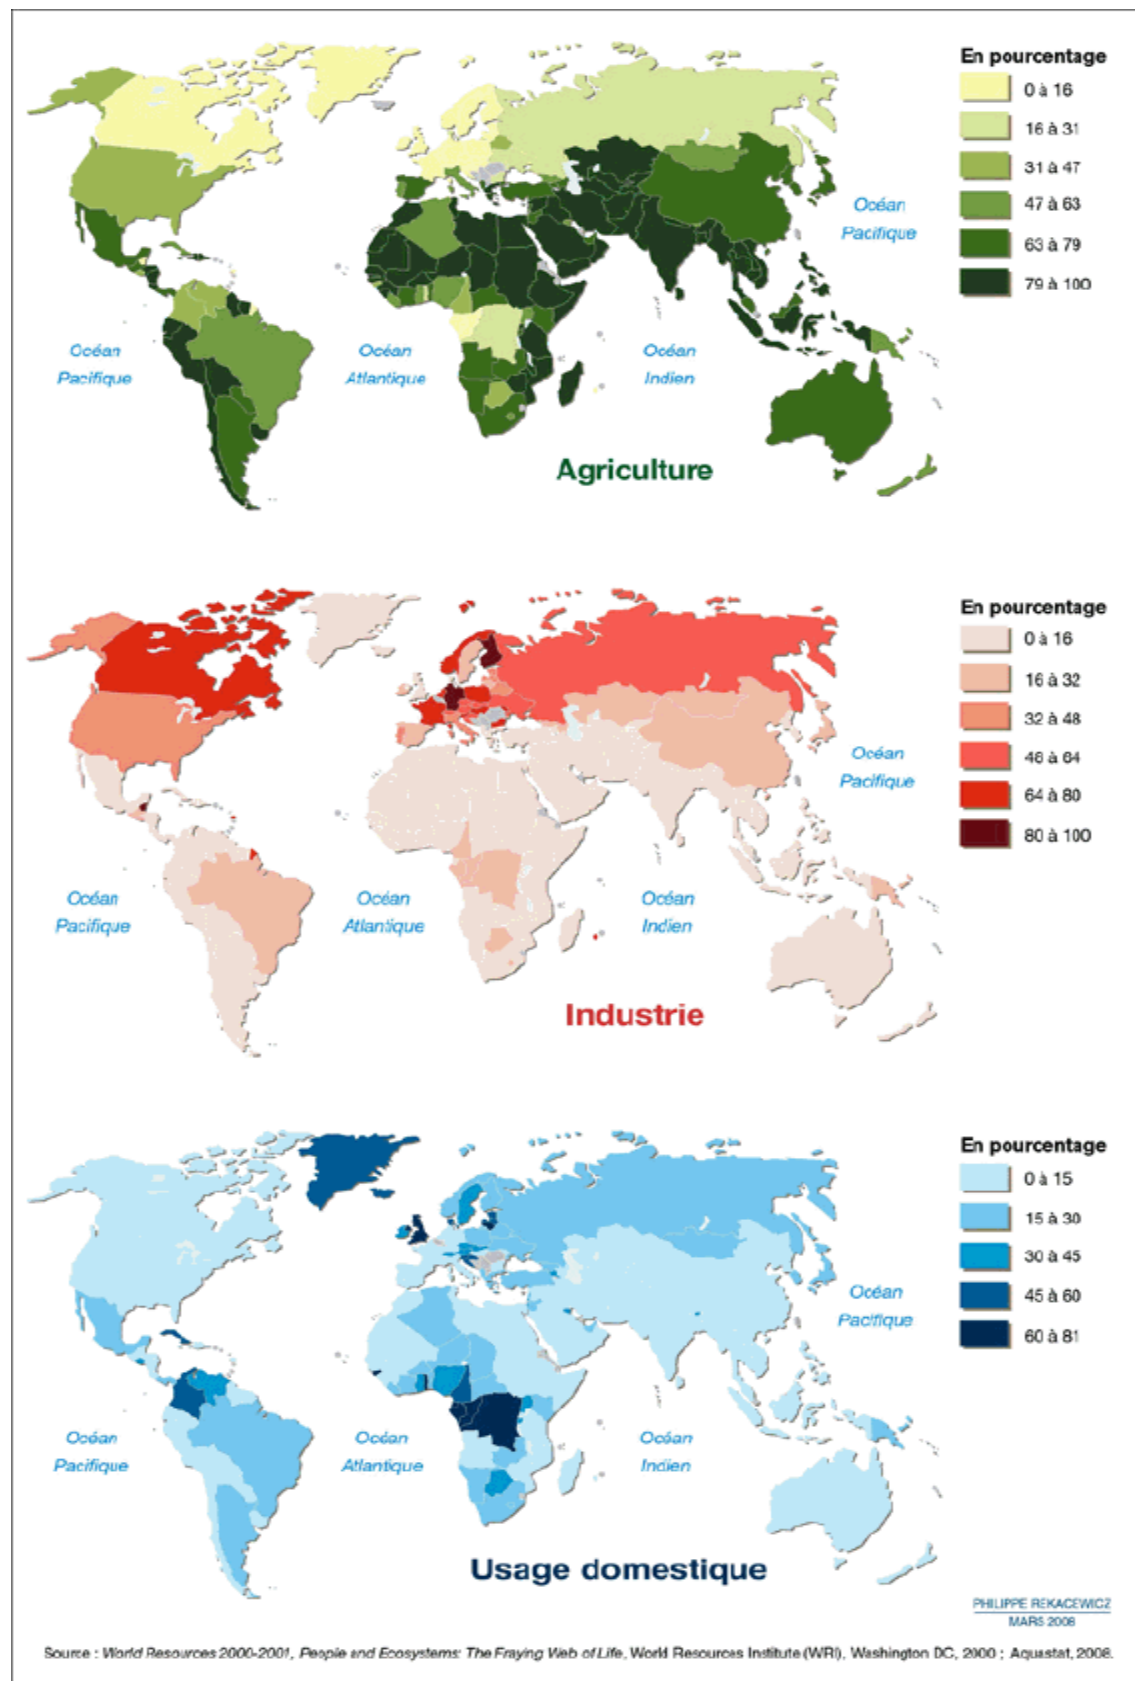 En pourcentage
0 à 16
16 à 31
31 à 47
47 à 63
63 à 79
79 à 100
Océan
Pacifique
Océan
Pacifique
Océan
Atlantique
Océan
Indien
Agriculture
En pourcentage
0 à 16
16 à 32
32 à 48
48 à 64
64 à 80
80 à 100
Océan
Pacifique
Océan
Pacifique
Océan
Atlantique
Océan
Indien
Industrie
En pourcentage
0 à 15
15 à 30
30 à 45
45 à 60
60 à 81
Océan
Pacifique
Océan
Pacifique
Océan
Atlantique
Océan
Indien
Usage domestique
PHILIPPE REKACEWICZ
MARS 2008
Source : World Resources 2000-2001, People and Ecosystems: The Fraying Web of Life, World Resources Institute (WRI), Washington DC, 2000 ; Aquastat, 2008.